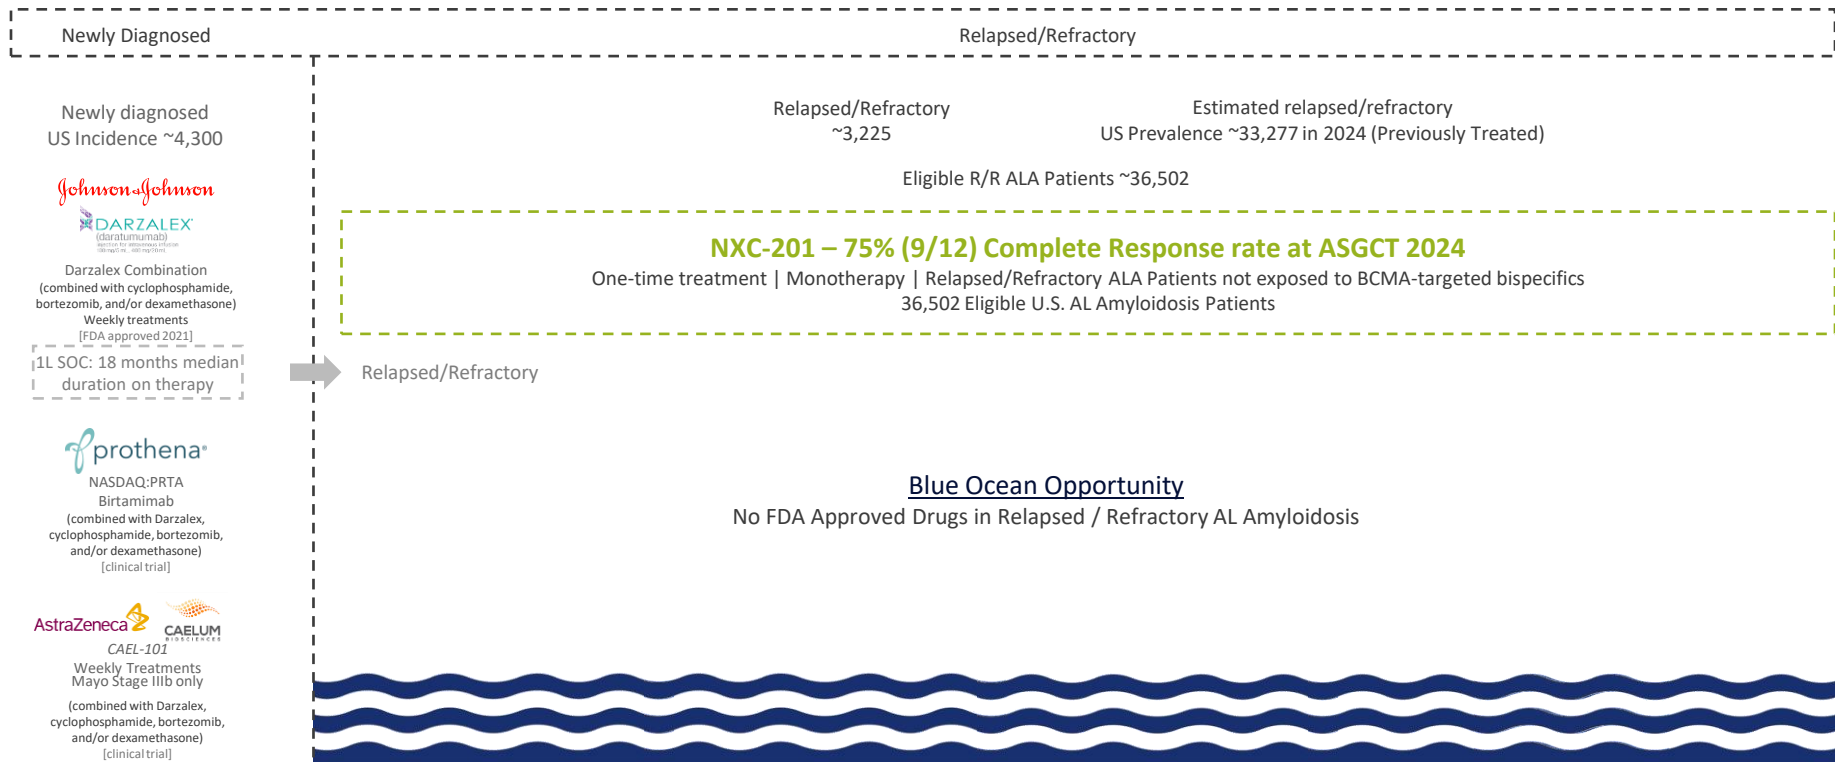 Newly Diagnosed
Relapsed/Refractory
Newly diagnosed
US Incidence ~4,300
Johnson&Johnson
DARZALEX®
(daratumumab)
Darzalex Combination
(combined with cyclophosphamide,
bortezomib, and/or dexamethasone)
Weekly treatments
[FDA approved 2021]
1L SOC: 18 months median
duration on therapy
prothena®
NASDAQ:PRTA
Birtamimab
(combined with Darzalex,
cyclophosphamide, bortezomib,
and/or dexamethasone)
[clinical trial]
AstraZeneca
CAELUM
BIOSCIENCES
CAEL-101
Weekly Treatments
Mayo Stage IIIb only
(combined with Darzalex,
cyclophosphamide, bortezomib,
and/or dexamethasone)
[clinical trial]
Relapsed/Refractory
~3,225
Estimated relapsed/refractory
US Prevalence ~33,277 in 2024 (Previously Treated)
Eligible R/R ALA Patients ~36,502
NXC-201 – 75% (9/12) Complete Response rate at ASGCT 2024
One-time treatment | Monotherapy | Relapsed/Refractory ALA Patients not exposed to BCMA-targeted bispecifics
36,502 Eligible U.S. AL Amyloidosis Patients
Relapsed/Refractory
Blue Ocean Opportunity
No FDA Approved Drugs in Relapsed / Refractory AL Amyloidosis